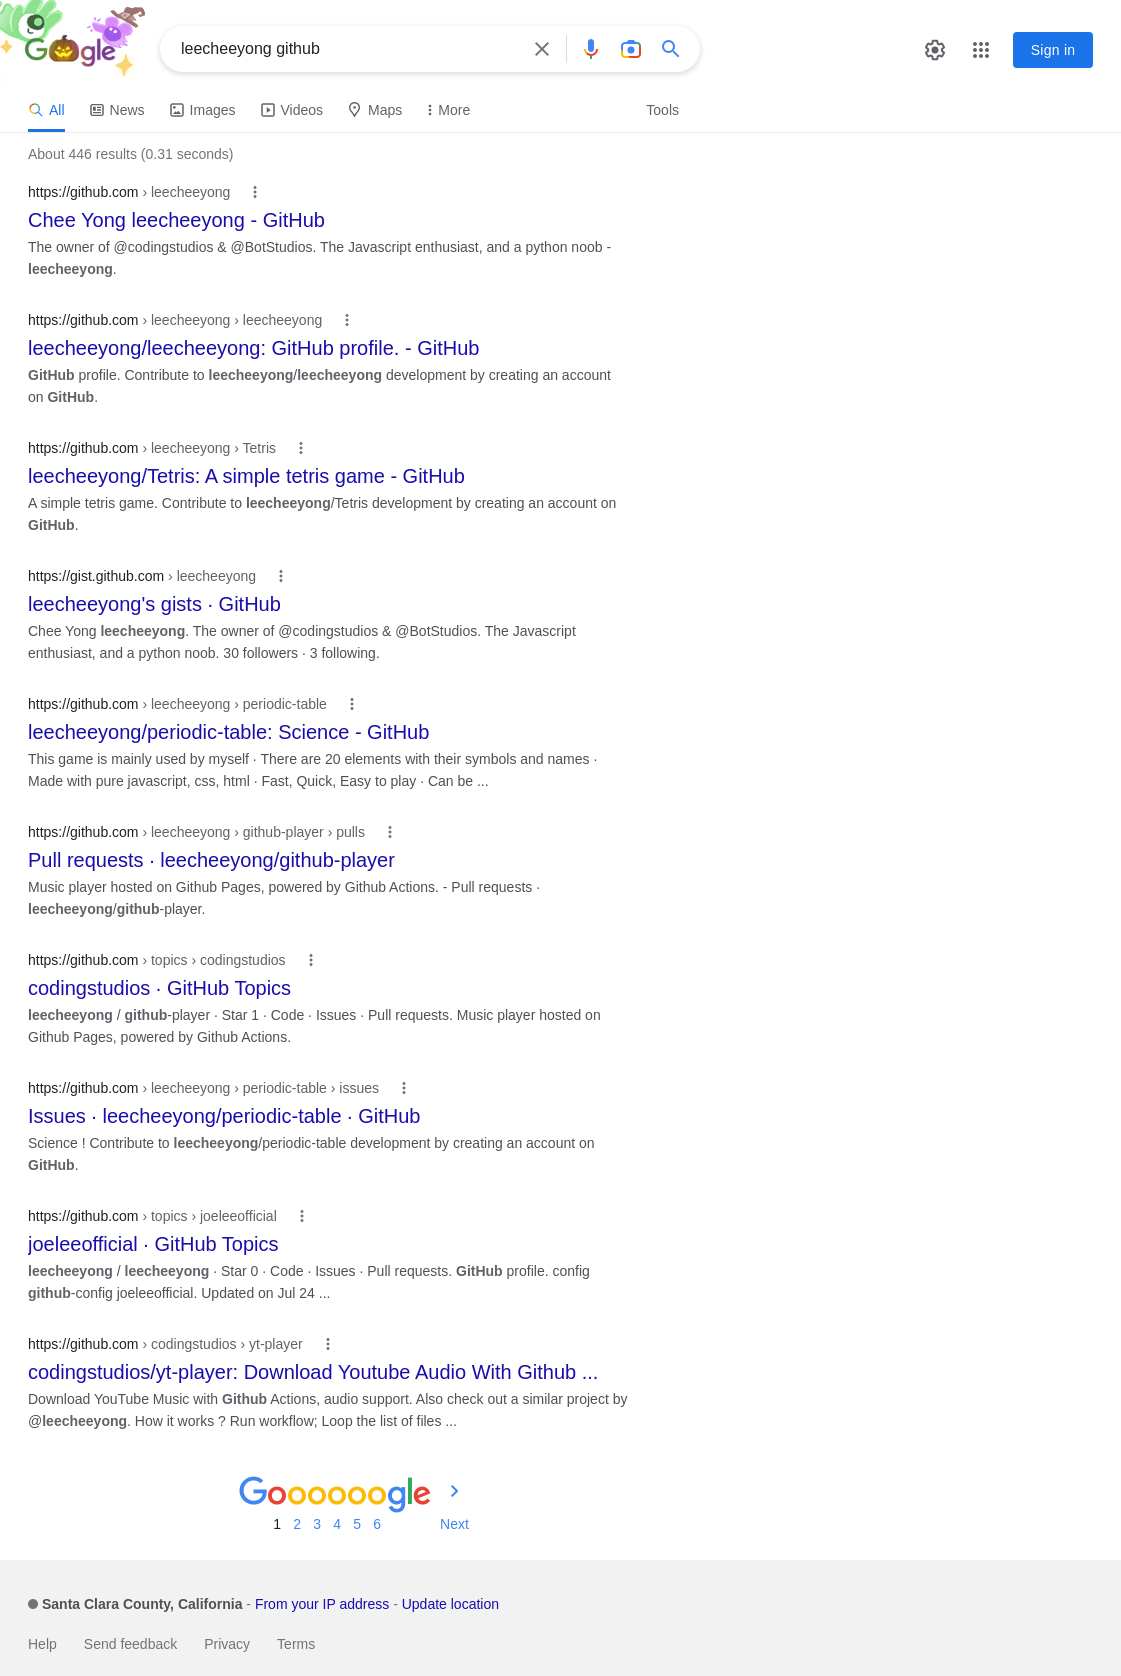 Google
leecheeyong github
Sign in
All News Images Videos Maps More Tools
About 446 results (0.31 seconds)
https://github.com › leecheeyong
Chee Yong leecheeyong - GitHub
The owner of @codingstudios & @BotStudios. The Javascript enthusiast, and a python noob -
leecheeyong.
https://github.com › leecheeyong › leecheeyong
leecheeyong/leecheeyong: GitHub profile. - GitHub
GitHub profile. Contribute to leecheeyong/leecheeyong development by creating an account
on GitHub.
https://github.com › leecheeyong › Tetris
leecheeyong/Tetris: A simple tetris game - GitHub
A simple tetris game. Contribute to leecheeyong/Tetris development by creating an account on
GitHub.
https://gist.github.com › leecheeyong
leecheeyong's gists · GitHub
Chee Yong leecheeyong. The owner of @codingstudios & @BotStudios. The Javascript
enthusiast, and a python noob. 30 followers · 3 following.
https://github.com › leecheeyong › periodic-table
leecheeyong/periodic-table: Science - GitHub
This game is mainly used by myself · There are 20 elements with their symbols and names ·
Made with pure javascript, css, html · Fast, Quick, Easy to play · Can be ...
https://github.com › leecheeyong › github-player › pulls
Pull requests · leecheeyong/github-player
Music player hosted on Github Pages, powered by Github Actions. - Pull requests ·
leecheeyong/github-player.
https://github.com › topics › codingstudios
codingstudios · GitHub Topics
leecheeyong / github-player · Star 1 · Code · Issues · Pull requests. Music player hosted on
Github Pages, powered by Github Actions.
https://github.com › leecheeyong › periodic-table › issues
Issues · leecheeyong/periodic-table · GitHub
Science ! Contribute to leecheeyong/periodic-table development by creating an account on
GitHub.
https://github.com › topics › joeleeofficial
joeleeofficial · GitHub Topics
leecheeyong / leecheeyong · Star 0 · Code · Issues · Pull requests. GitHub profile. config
github-config joeleeofficial. Updated on Jul 24 ...
https://github.com › codingstudios › yt-player
codingstudios/yt-player: Download Youtube Audio With Github ...
Download YouTube Music with Github Actions, audio support. Also check out a similar project by
@leecheeyong. How it works ? Run workflow; Loop the list of files ...
Goooooogle
1 2 3 4 5 6 Next
Santa Clara County, California - From your IP address - Update location
Help Send feedback Privacy Terms